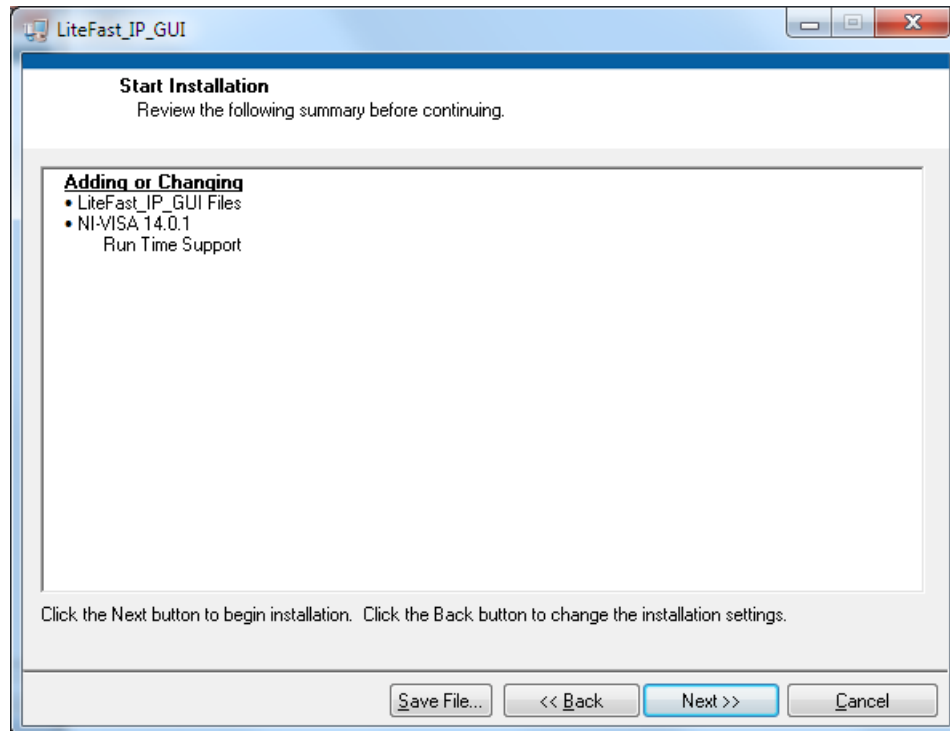 LiteFast_IP_GUI
Start Installation
Review the following summary before continuing.
Adding or Changing
• LiteFast_IP_GUI Files
• NI-VISA 14.0.1
Run Time Support
Click the Next button to begin installation.  Click the Back button to change the installation settings.
Save File... << Back Next >> Cancel